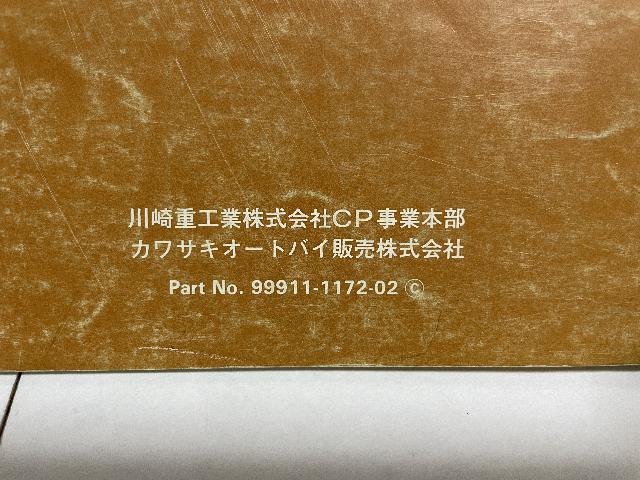 川崎重工業株式会社CP事業本部
カワサキオートバイ販売株式会社
Part No. 99911-1172-02 ©